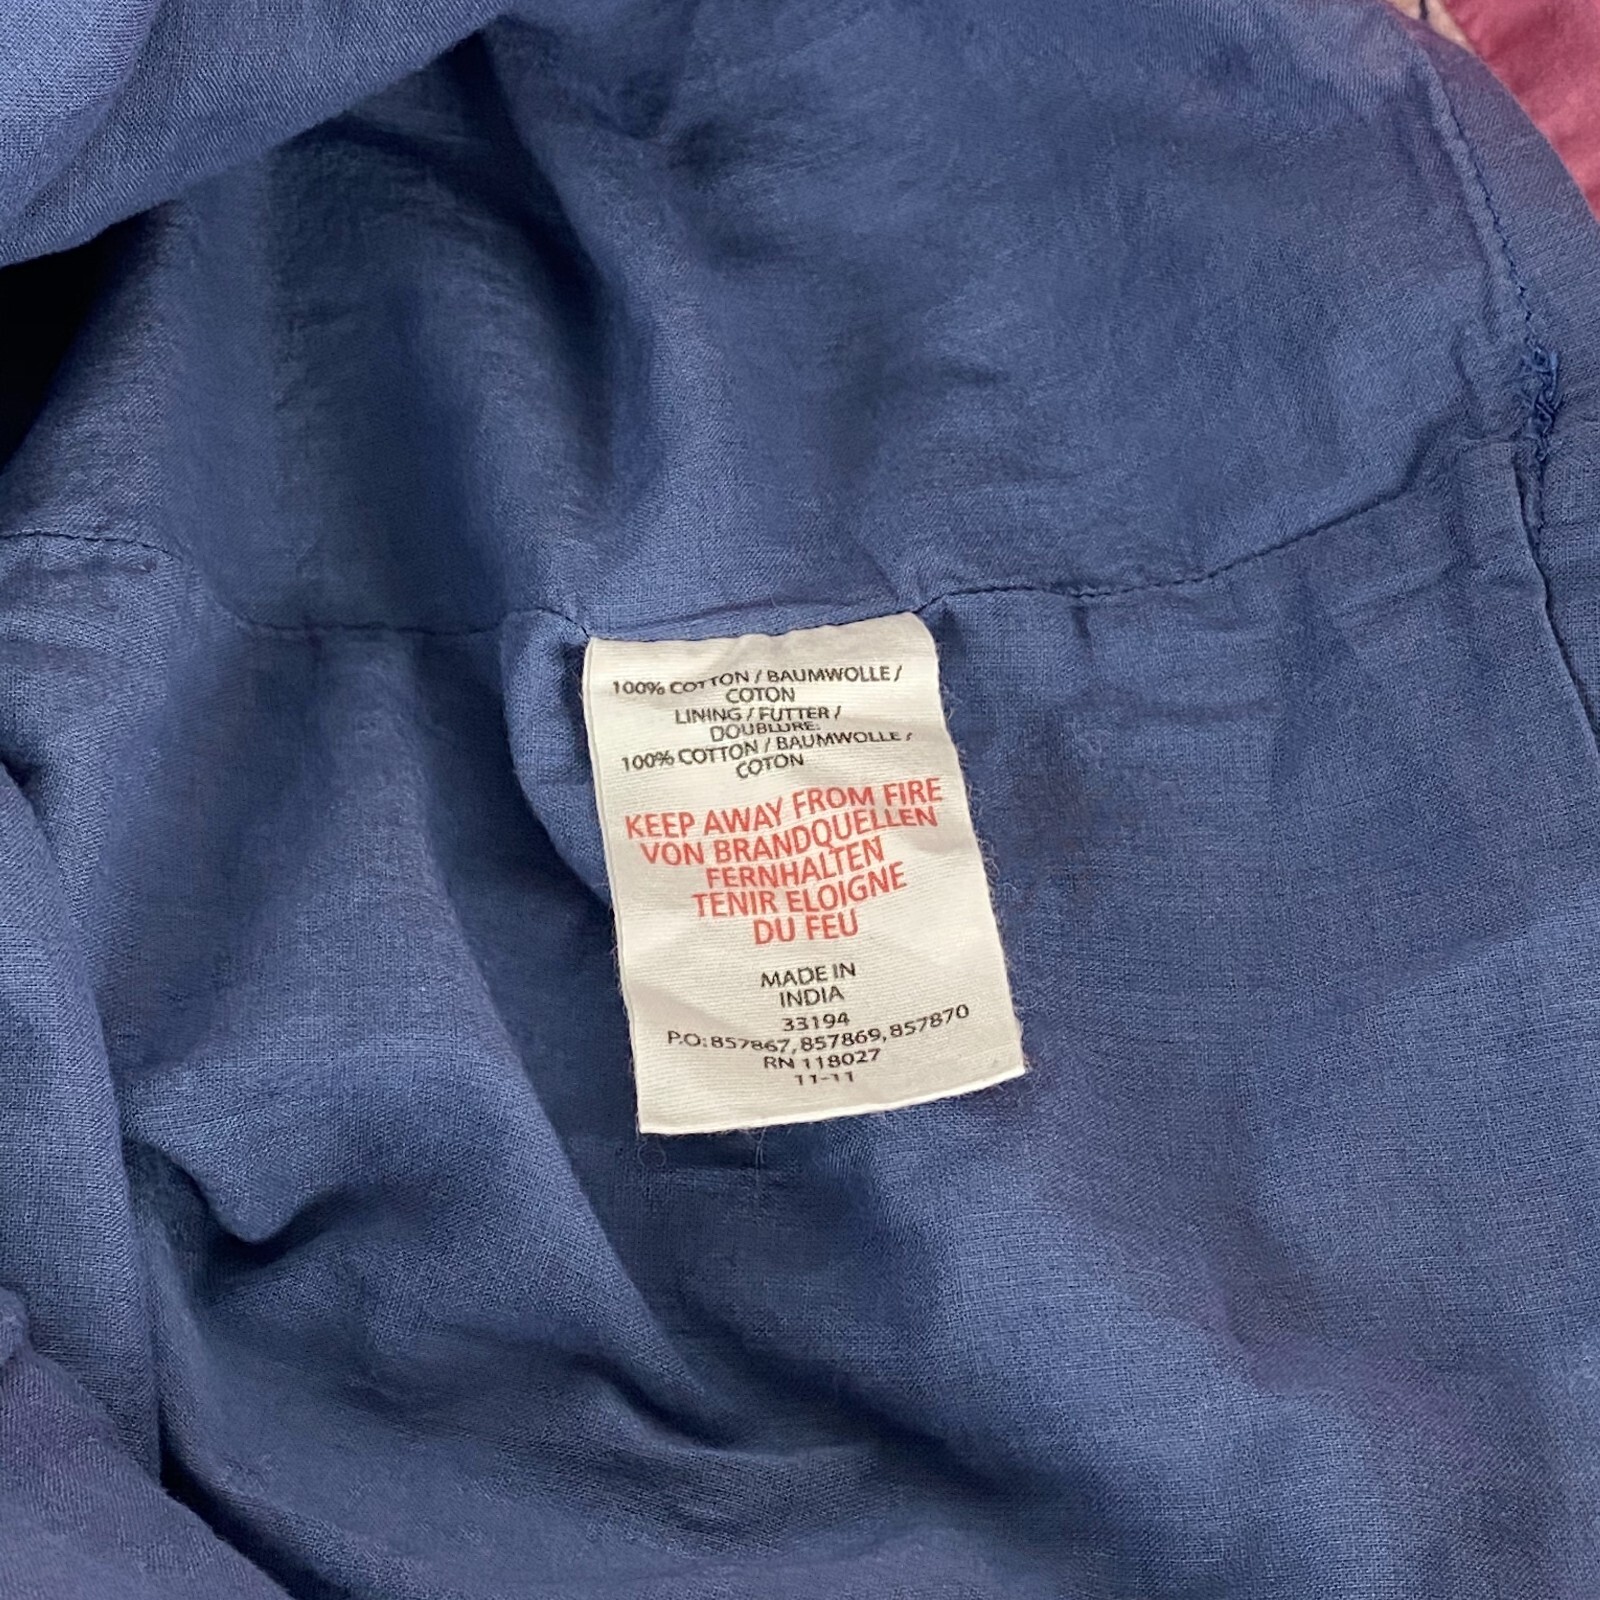 100% COTTON / BAUMWOLLE /
COTON
LINING / FUTTER /
DOUBLURE:
100% COTTON / BAUMWOLLE /
COTON
KEEP AWAY FROM FIRE
VON BRANDQUELLEN
FERNHALTEN
TENIR ELOIGNE
DU FEU
MADE IN
INDIA
33194
P.O: 857867, 857869, 857870
RN 118027
11-11